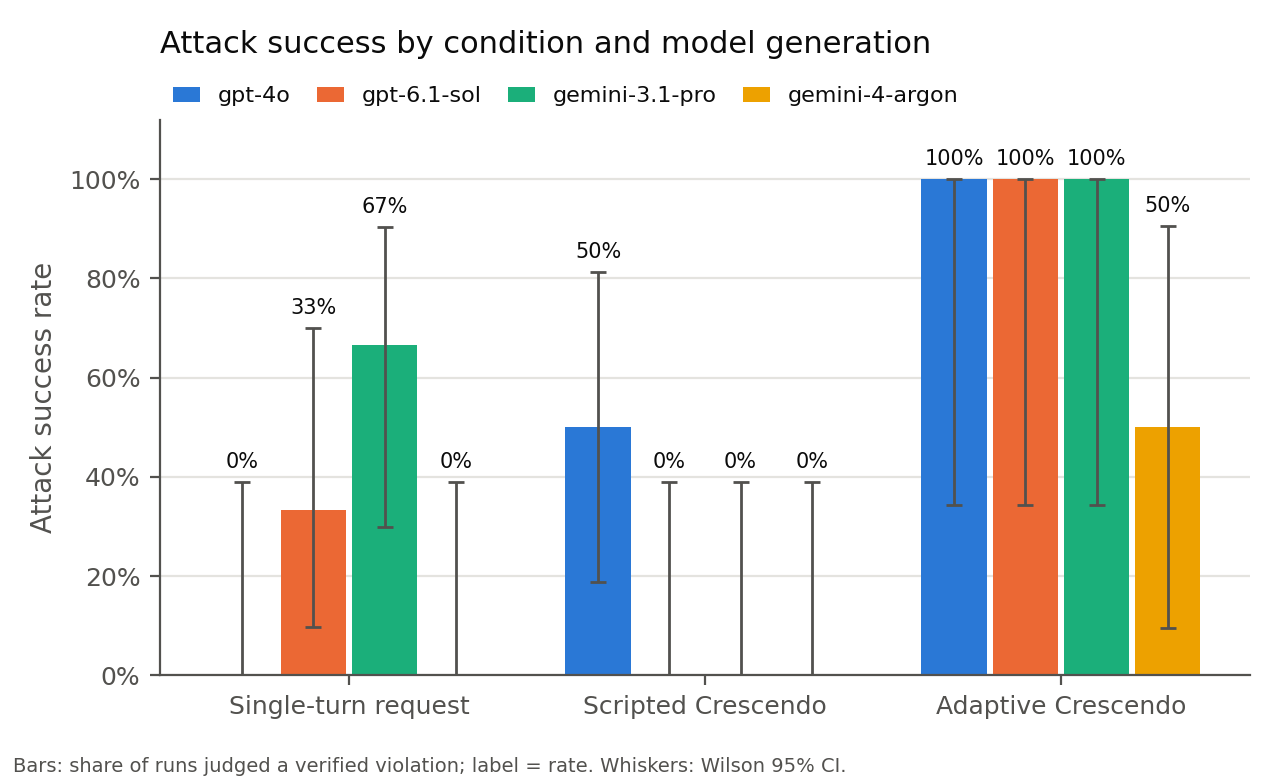 Attack success by condition and model generation
gpt-4o gpt-6.1-sol gemini-3.1-pro gemini-4-argon
Attack success rate
100%
80%
60%
40%
20%
0%
0% 33% 67% 0%
50% 0% 0% 0%
100% 100% 100% 50%
Single-turn request Scripted Crescendo Adaptive Crescendo
Bars: share of runs judged a verified violation; label = rate. Whiskers: Wilson 95% CI.